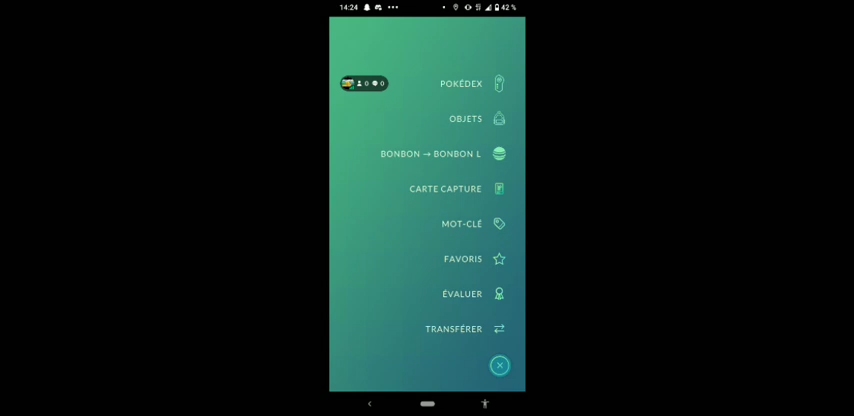 14:24 42 %
POKÉDEX
0 0
OBJETS
BONBON → BONBON L
CARTE CAPTURE
MOT-CLÉ
FAVORIS
ÉVALUER
TRANSFÉRER